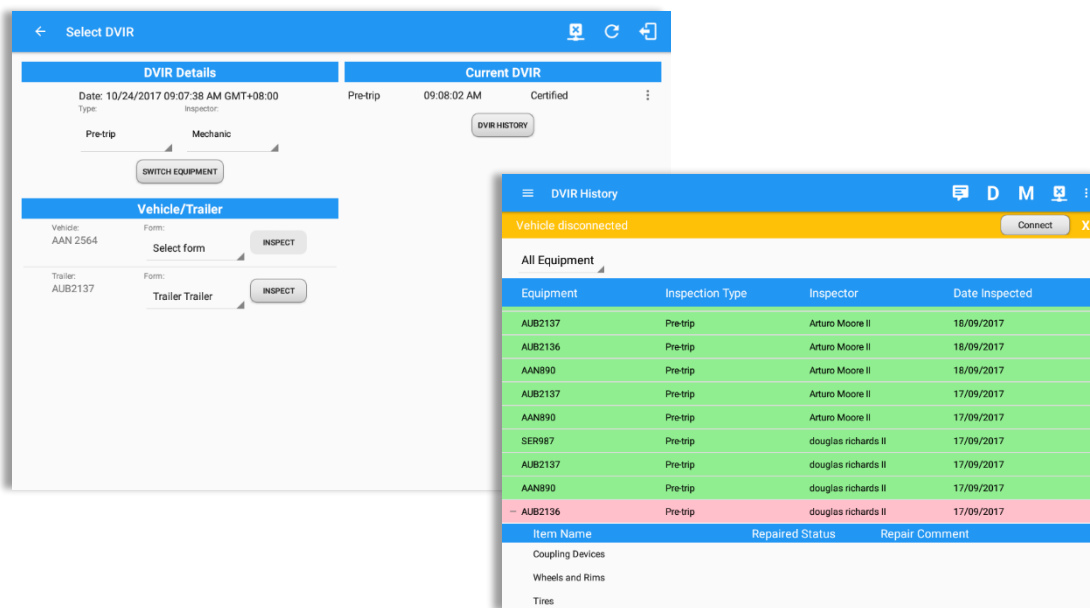 Select DVIR
DVIR Details
Date: 10/24/2017 09:07:38 AM GMT+08:00
Type: Inspector:
Pre-trip Mechanic
SWITCH EQUIPMENT
Vehicle/Trailer
Vehicle: Form:
AAN 2564 Select form INSPECT
Trailer: Form:
AUB2137 Trailer Trailer INSPECT
Current DVIR
Pre-trip 09:08:02 AM Certified
DVIR HISTORY
DVIR History D M
Vehicle disconnected Connect X
All Equipment
Equipment Inspection Type Inspector Date Inspected
AUB2137 Pre-trip Arturo Moore II 18/09/2017
AUB2136 Pre-trip Arturo Moore II 18/09/2017
AAN890 Pre-trip Arturo Moore II 18/09/2017
AUB2137 Pre-trip Arturo Moore II 17/09/2017
AAN890 Pre-trip Arturo Moore II 17/09/2017
SER987 Pre-trip douglas richards II 17/09/2017
AUB2137 Pre-trip douglas richards II 17/09/2017
AAN890 Pre-trip douglas richards II 17/09/2017
– AUB2136 Pre-trip douglas richards II 17/09/2017
Item Name Repaired Status Repair Comment
Coupling Devices
Wheels and Rims
Tires